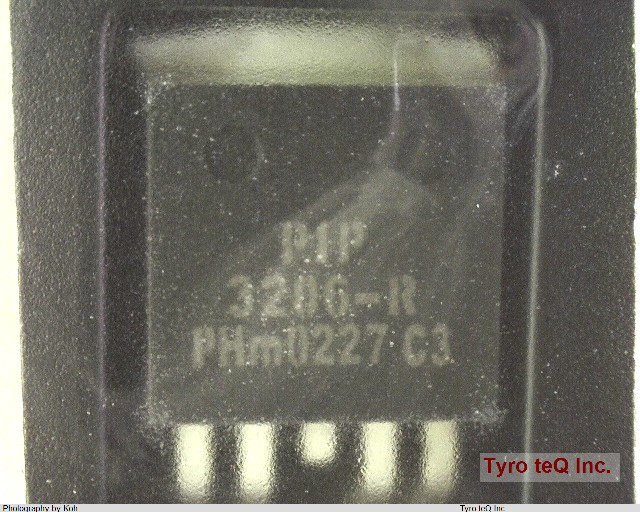 PIP
3206-R
PHm0227 C3
Tyro teQ Inc.
Photography by Koh
Tyro teQ Inc